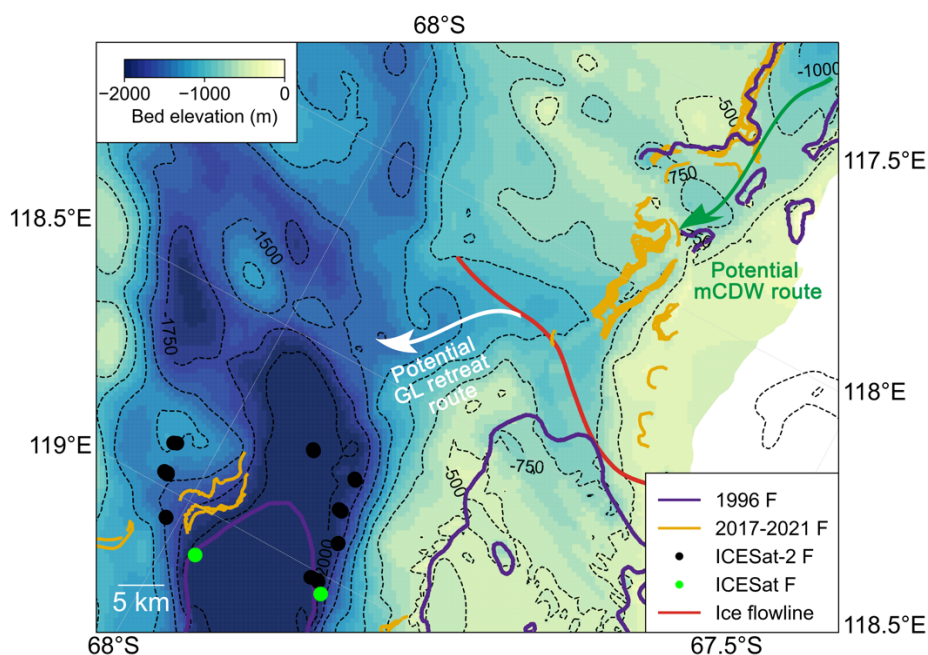 68°S
−2000 −1000 0
Bed elevation (m)
-1000
-500
117.5°E
750
118.5°E
-1500
750
Potential
mCDW route
-1750
Potential
GL retreat
route
118°E
119°E
-750
-500
2000
1996 F
2017-2021 F
ICESat-2 F
ICESat F
Ice flowline
5 km
68°S
67.5°S
118.5°E